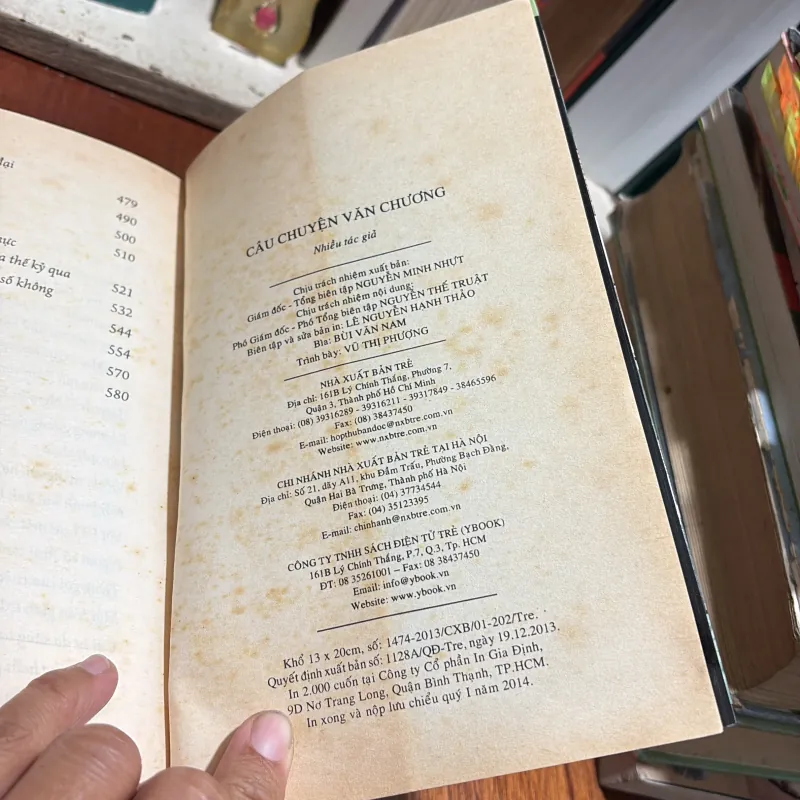 479
490
500
510
thế kỷ qua
521
số không
532
544
554
570
580
CÂU CHUYỆN VĂN CHƯƠNG
Nhiều tác giả
Chịu trách nhiệm xuất bản:
Giám đốc - Tổng biên tập NGUYỄN MINH NHỰT
Chịu trách nhiệm nội dung:
Phó Giám đốc - Phó Tổng biên tập NGUYỄN THẾ TRUẬT
Biên tập và sửa bản in: LÊ NGUYỄN HẠNH THẢO
Bìa: BÙI VĂN NAM
Trình bày: VŨ THỊ PHƯỢNG
NHÀ XUẤT BẢN TRẺ
Địa chỉ: 161B Lý Chính Thắng, Phường 7,
Quận 3, Thành phố Hồ Chí Minh
Điện thoại: (08) 39316289 - 39316211 - 39317849 - 38465596
Fax: (08) 38437450
E-mail: hopthubandoc@nxbtre.com.vn
Website: www.nxbtre.com.vn
CHI NHÁNH NHÀ XUẤT BẢN TRẺ TẠI HÀ NỘI
Địa chỉ: Số 21, dãy A11, khu Đầm Trấu, Phường Bạch Đằng,
Quận Hai Bà Trưng, Thành phố Hà Nội
Điện thoại: (04) 37734544
Fax: (04) 35123395
E-mail: chinhanh@nxbtre.com.vn
CÔNG TY TNHH SÁCH ĐIỆN TỬ TRẺ (YBOOK)
161B Lý Chính Thắng, P.7, Q.3, Tp. HCM
ĐT: 08 35261001 – Fax: 08 38437450
Email: info@ybook.vn
Website: www.ybook.vn
Khổ 13 x 20cm, số: 1474-2013/CXB/01-202/Tre.
Quyết định xuất bản số: 1128A/QĐ-Tre, ngày 19.12.2013.
In 2.000 cuốn tại Công ty Cổ phần In Gia Định,
9D Nơ Trang Long, Quận Bình Thạnh, TP.HCM.
In xong và nộp lưu chiểu quý I năm 2014.